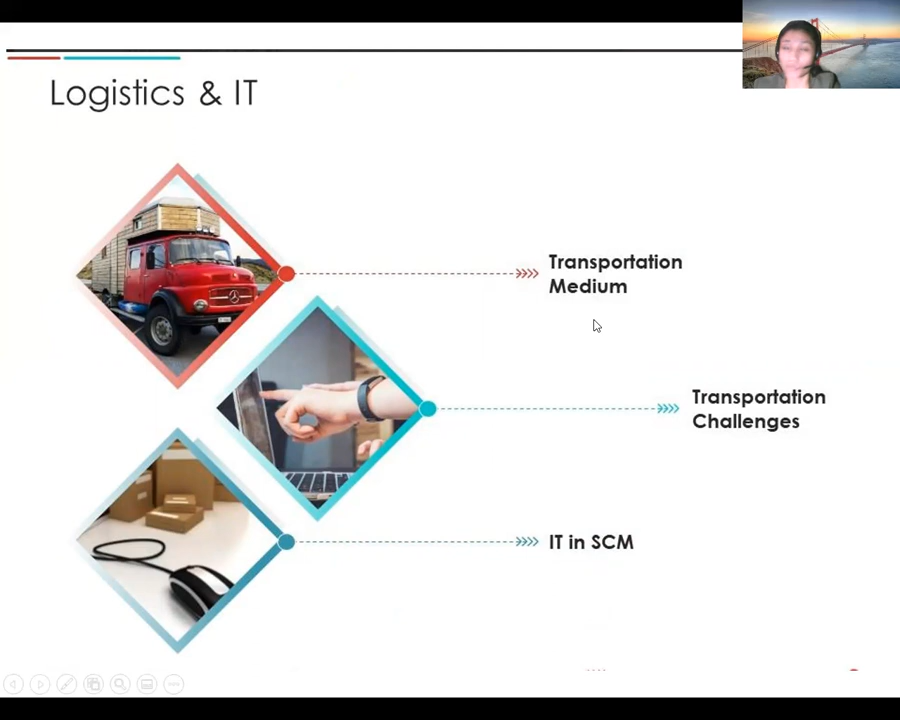 Logistics & IT
Transportation
Medium
Transportation
Challenges
IT in SCM